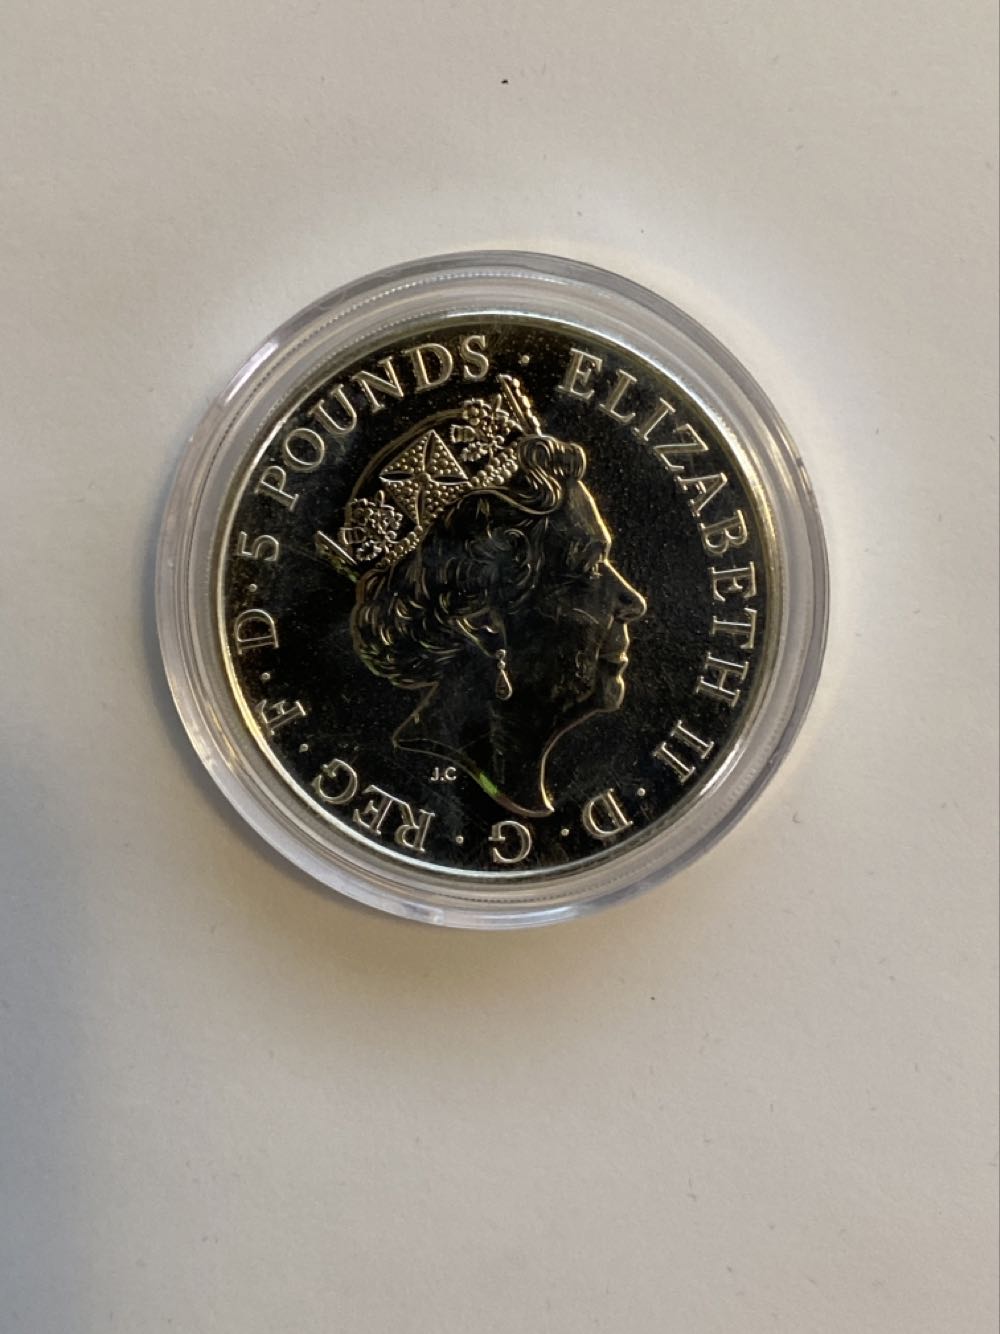 ELIZABETH II · D · G · REG · F · D · 5 POUNDS ·
J.C